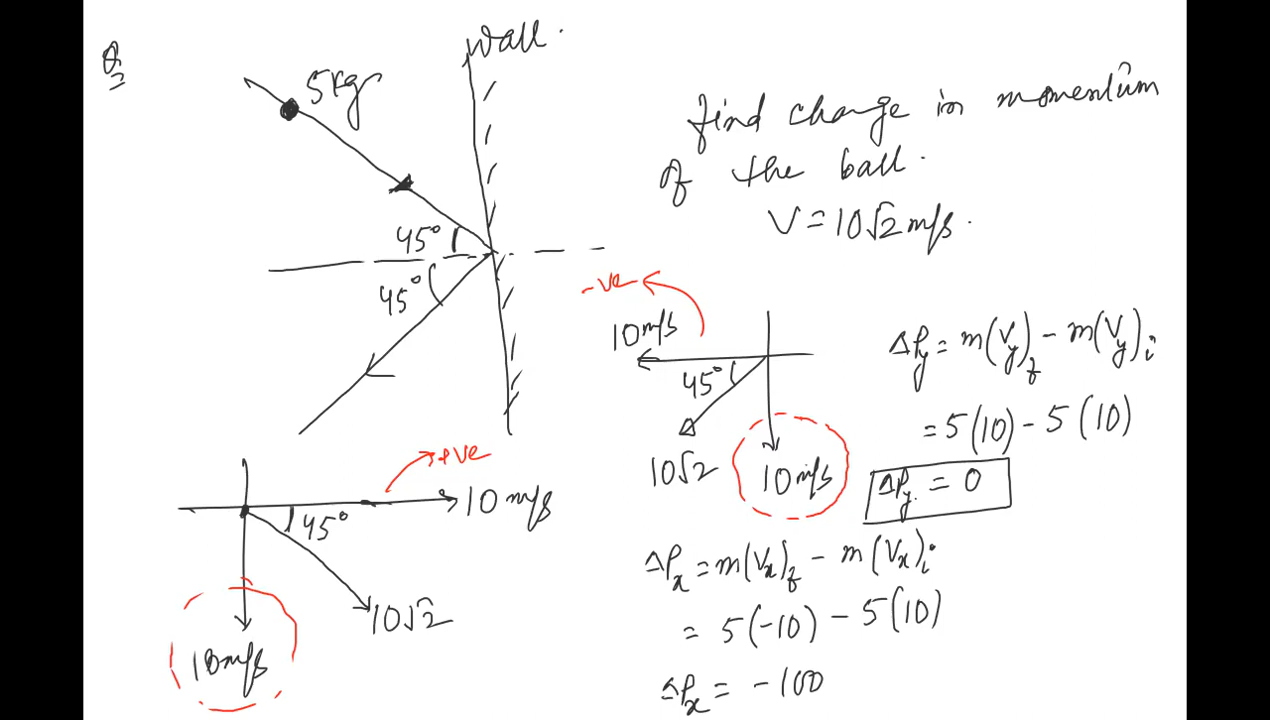 Q
wall.
5kg
45°
45°
find change in momentum
of the ball.
V = 10√2 m/s.
-ve
10 m/s
45°
10√2
10 m/s
ΔPy = m(Vy)f - m(Vy)i
= 5(10) - 5(10)
ΔPy = 0
+ve
10 m/s
45°
10√2
10 m/s
ΔPx = m(Vx)f - m(Vx)i
= 5(-10) - 5(10)
ΔPx = -100